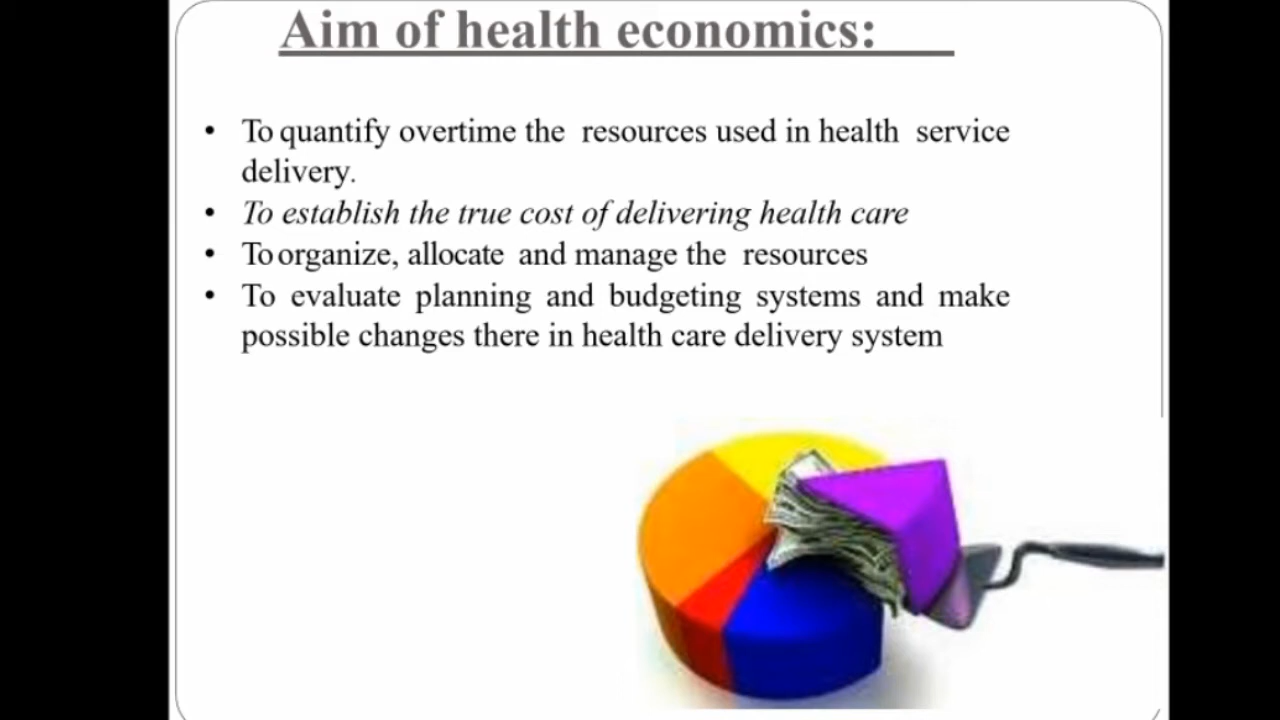 Aim of health economics:
• To quantify overtime the resources used in health service
delivery.
• To establish the true cost of delivering health care
• To organize, allocate and manage the resources
• To evaluate planning and budgeting systems and make
possible changes there in health care delivery system